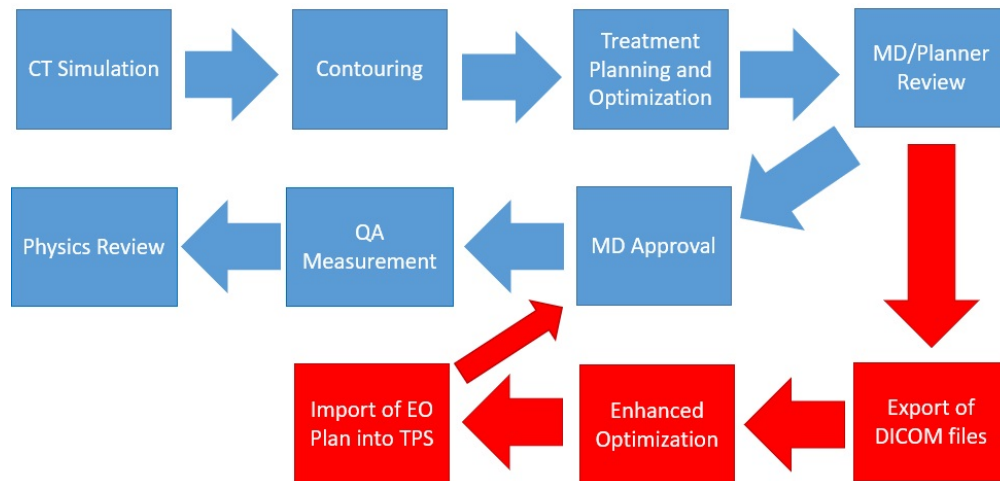 CT Simulation
Contouring
Treatment
Planning and
Optimization
MD/Planner
Review
Physics Review
QA
Measurement
MD Approval
Import of EO
Plan into TPS
Enhanced
Optimization
Export of
DICOM files